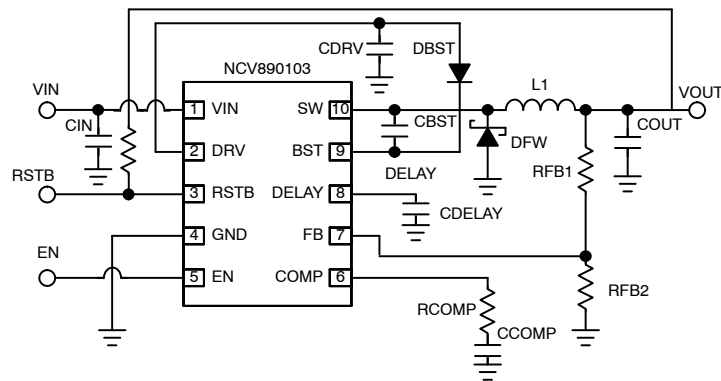 CDRV
DBST
NCV890103
L1
VIN
VOUT
CIN
1 VIN
SW 10
CBST
COUT
2 DRV
BST 9
DFW
DELAY
RFB1
RSTB
3 RSTB
DELAY 8
CDELAY
4 GND
FB 7
EN
5 EN
COMP 6
RFB2
RCOMP
CCOMP